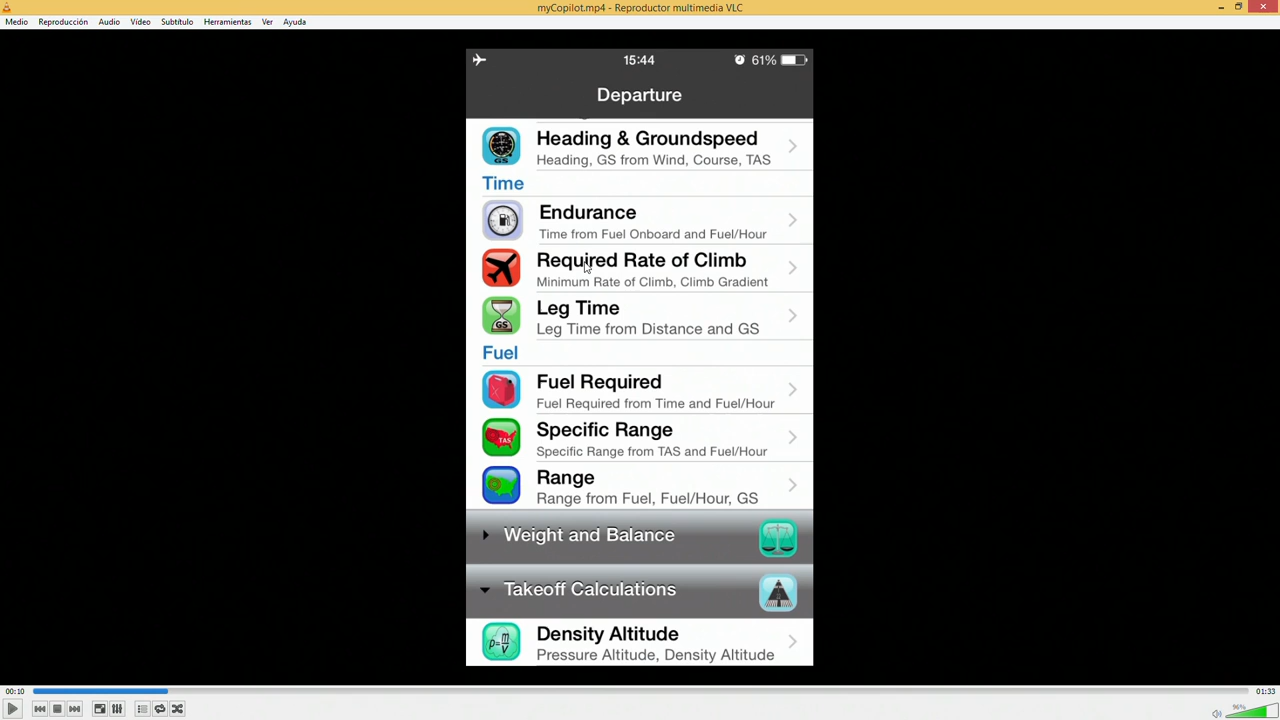 myCopilot.mp4 - Reproductor multimedia VLC
Medio Reproducción Audio Vídeo Subtítulo Herramientas Ver Ayuda
15:44 61%
Departure
Heading & Groundspeed
Heading, GS from Wind, Course, TAS
GS
Time
Endurance
Time from Fuel Onboard and Fuel/Hour
Required Rate of Climb
Minimum Rate of Climb, Climb Gradient
Leg Time
Leg Time from Distance and GS
GS
Fuel
Fuel Required
Fuel Required from Time and Fuel/Hour
Specific Range
Specific Range from TAS and Fuel/Hour
TAS
Range
Range from Fuel, Fuel/Hour, GS
Weight and Balance
Takeoff Calculations
Density Altitude
Pressure Altitude, Density Altitude
ρ=m/V
00:10 01:33
96%